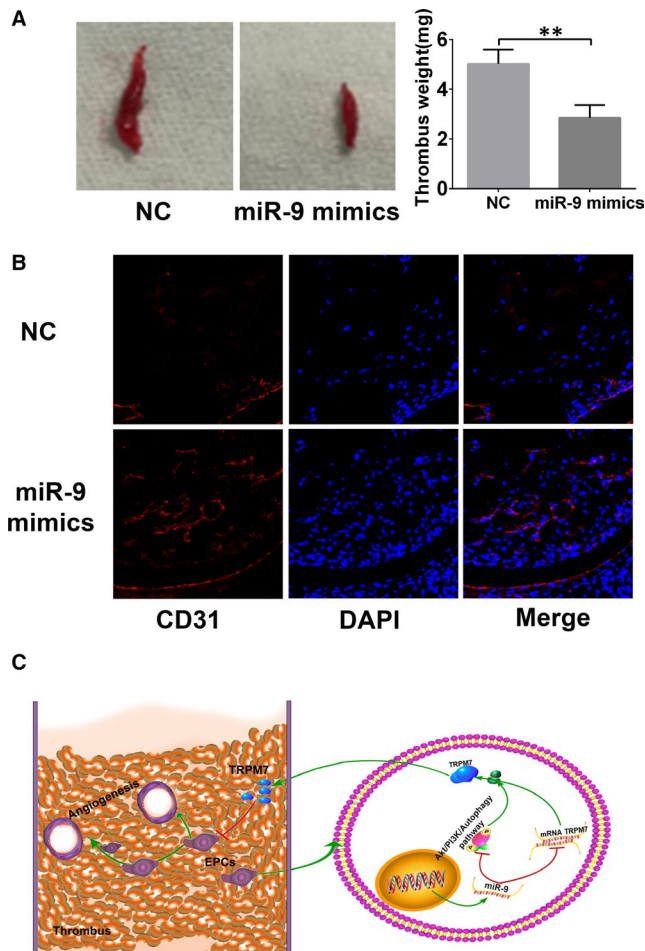 A
NC
miR-9 mimics
Thrombus weight(mg)
6
4
2
0
**
NC
miR-9 mimics
B
NC
miR-9
mimics
CD31
DAPI
Merge
C
Angiogenesis
TRPM7
EPCs
Thrombus
TRPM7
Akt/PI3K/Autophagy
pathway
P
P
mRNA TRPM7
miR-9